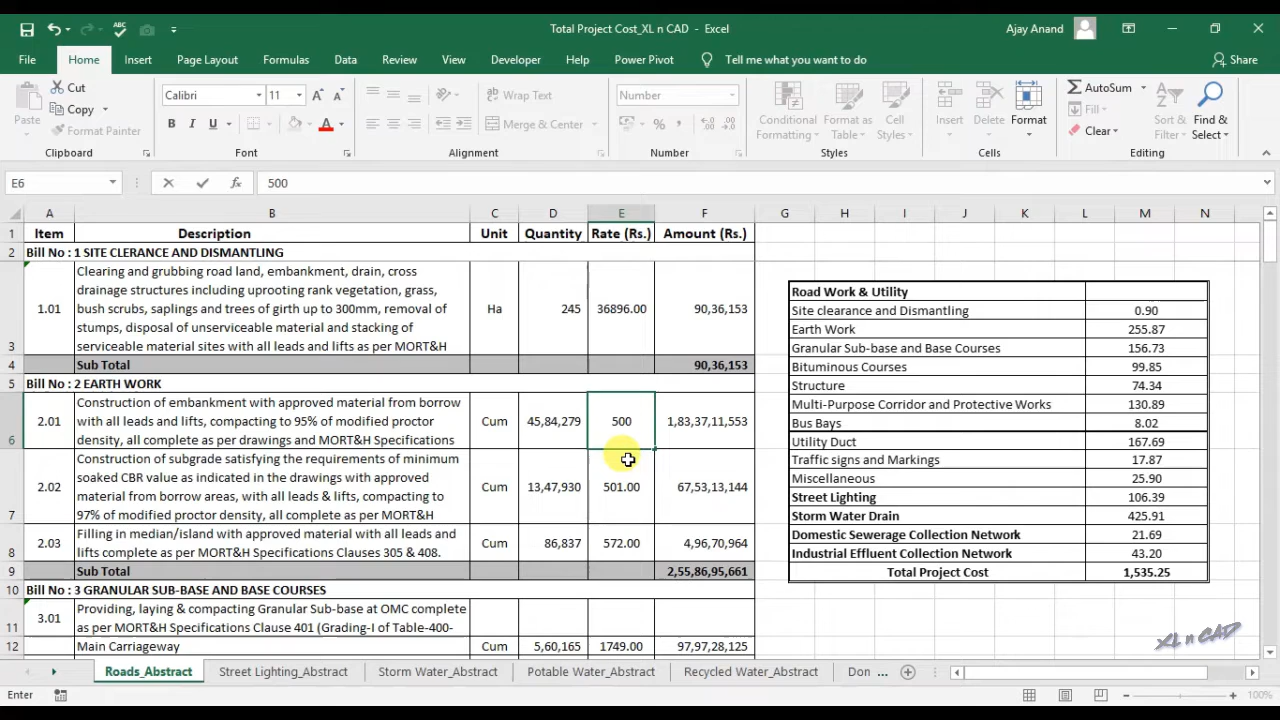 Total Project Cost_XL n CAD - Excel
Ajay Anand
File Home Insert Page Layout Formulas Data Review View Developer Help Power Pivot Tell me what you want to do Share
Paste Cut Copy Format Painter Clipboard
Calibri 11 B I U A Font
Wrap Text Merge & Center Alignment
Number % Number
Conditional Formatting Format as Table Cell Styles Styles
Insert Delete Format Cells
AutoSum Fill Clear Sort & Filter Find & Select Editing
E6 fx 500
A B C D E F G H I J K L M N
1 Item Description Unit Quantity Rate (Rs.) Amount (Rs.)
2 Bill No : 1 SITE CLERANCE AND DISMANTLING
Clearing and grubbing road land, embankment, drain, cross
drainage structures including uprooting rank vegetation, grass,
1.01 bush scrubs, saplings and trees of girth up to 300mm, removal of Ha 245 36896.00 90,36,153
stumps, disposal of unserviceable material and stacking of
3 serviceable material sites with all leads and lifts as per MORT&H
4 Sub Total 90,36,153
5 Bill No : 2 EARTH WORK
Construction of embankment with approved material from borrow
2.01 with all leads and lifts, compacting to 95% of modified proctor Cum 45,84,279 500 1,83,37,11,553
6 density, all complete as per drawings and MORT&H Specifications
Construction of subgrade satisfying the requirements of minimum
2.02 soaked CBR value as indicated in the drawings with approved Cum 13,47,930 501.00 67,53,13,144
material from borrow areas, with all leads & lifts, compacting to
7 97% of modified proctor density, all complete as per MORT&H
Filling in median/island with approved material with all leads and
8 2.03 lifts complete as per MORT&H Specifications Clauses 305 & 408. Cum 86,837 572.00 4,96,70,964
9 Sub Total 2,55,86,95,661
10 Bill No : 3 GRANULAR SUB-BASE AND BASE COURSES
Providing, laying & compacting Granular Sub-base at OMC complete
11 3.01 as per MORT&H Specifications Clause 401 (Grading-I of Table-400-
12 Main Carriageway Cum 5,60,165 1749.00 97,97,28,125
Road Work & Utility
Site clearance and Dismantling 0.90
Earth Work 255.87
Granular Sub-base and Base Courses 156.73
Bituminous Courses 99.85
Structure 74.34
Multi-Purpose Corridor and Protective Works 130.89
Bus Bays 8.02
Utility Duct 167.69
Traffic signs and Markings 17.87
Miscellaneous 25.90
Street Lighting 106.39
Storm Water Drain 425.91
Domestic Sewerage Collection Network 21.69
Industrial Effluent Collection Network 43.20
Total Project Cost 1,535.25
XL n CAD
Roads_Abstract Street Lighting_Abstract Storm Water_Abstract Potable Water_Abstract Recycled Water_Abstract Don ...
Enter 100%